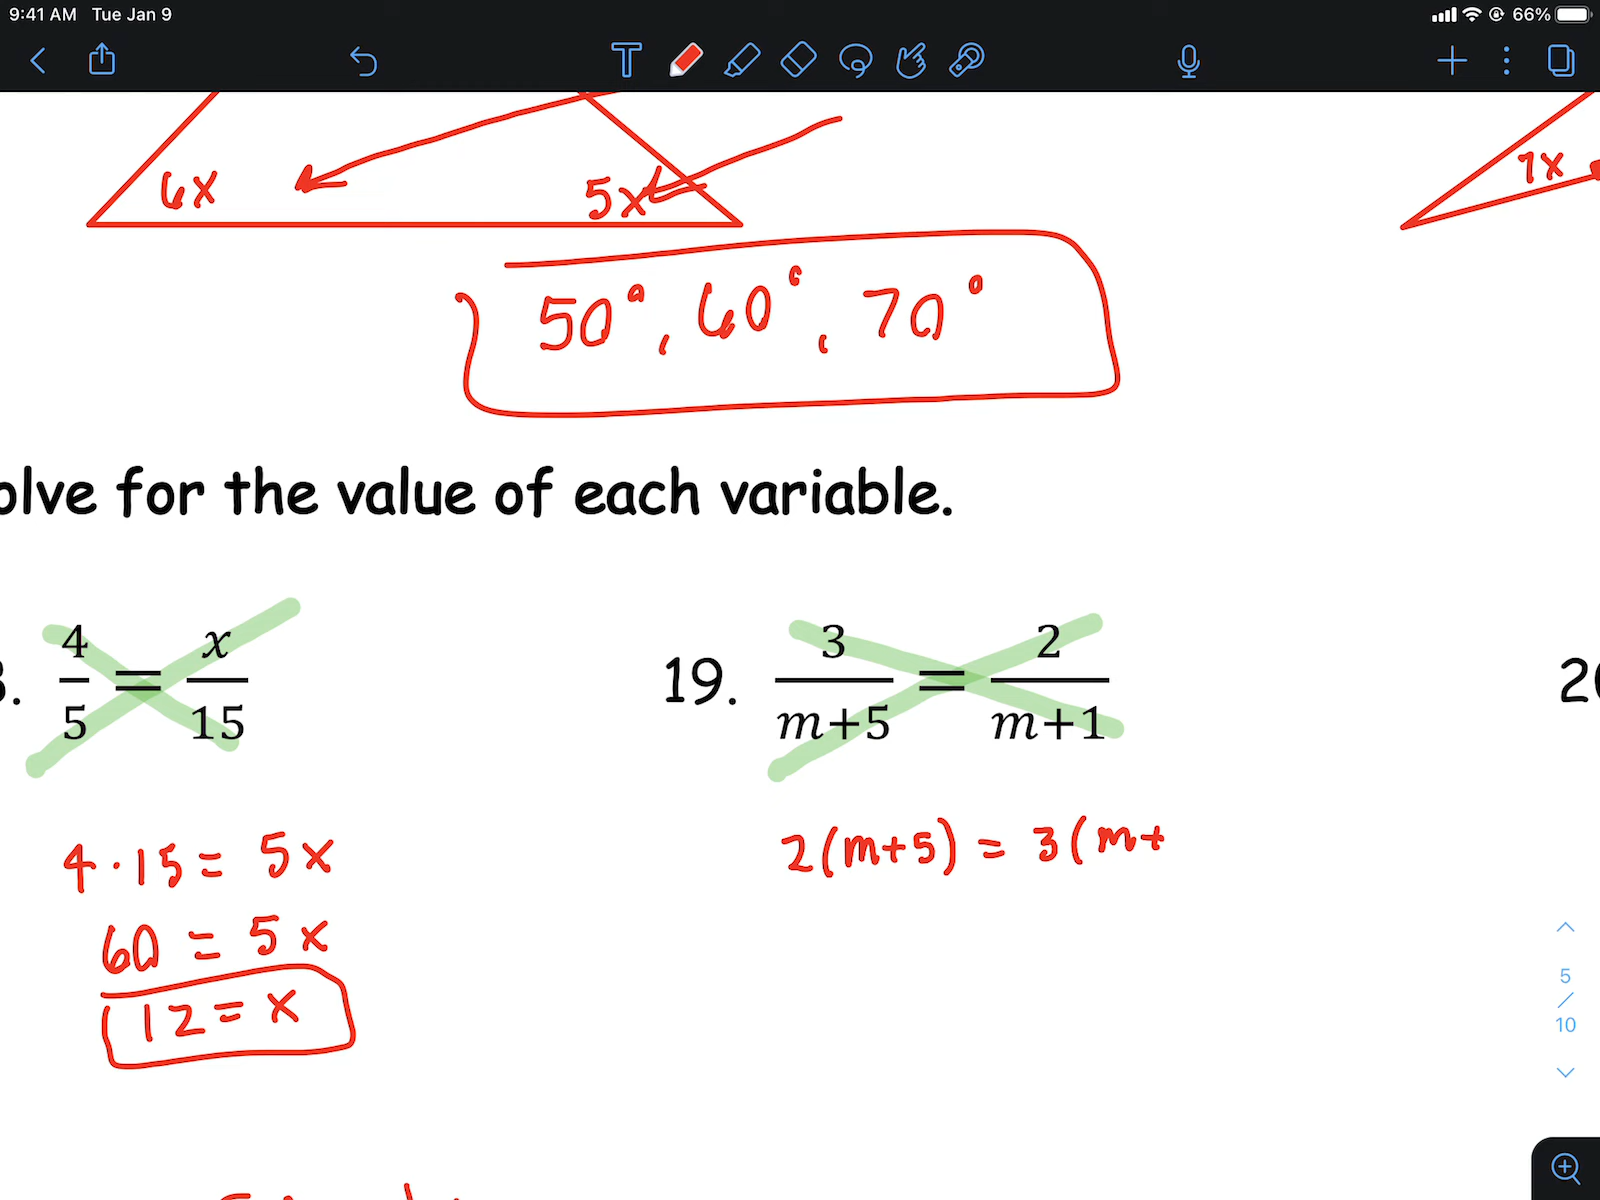 9:41 AM Tue Jan 9
66%
6x
5x
7x
50°, 60°, 70°
olve for the value of each variable.
4/5 = x/15
19. 3/m+5 = 2/m+1
4 · 15 = 5x
60 = 5x
12 = x
2(m+5) = 3(m+
5
/
10